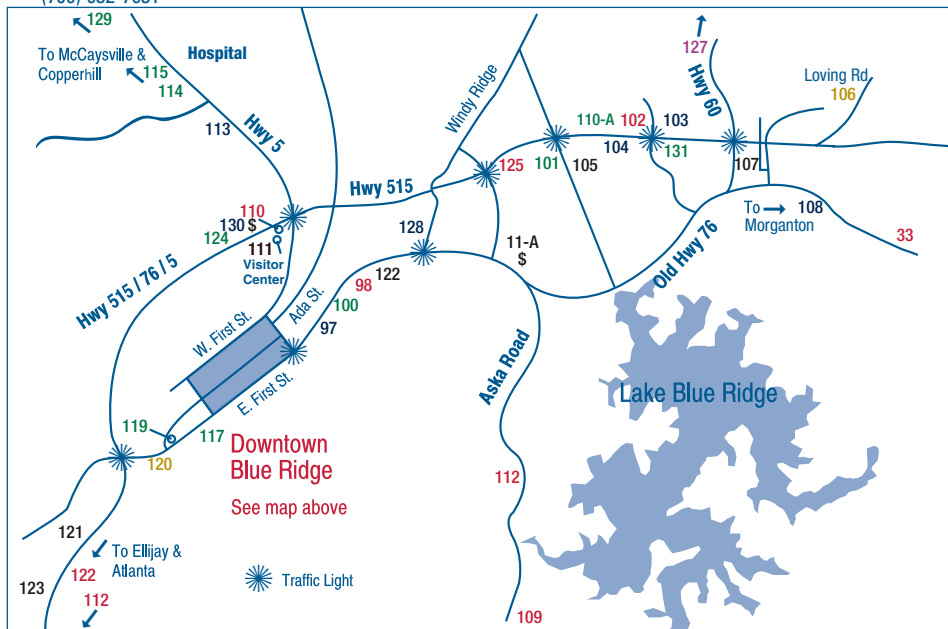 129
To McCaysville &
Copperhill
115
114
Hospital
113
Hwy 5
Windy Ridge
127
Hwy 60
Loving Rd
106
110-A
102
103
101
105
104
131
107
125
Hwy 515
110
130 $
124
111
Visitor
Center
128
11-A
$
To
Morganton
108
33
Hwy 515 / 76 / 5
122
98
100
97
Ada St.
W. First St.
E. First St.
Old Hwy 76
Aska Road
Lake Blue Ridge
119
117
120
Downtown
Blue Ridge
See map above
112
121
To Ellijay &
Atlanta
122
123
112
Traffic Light
109